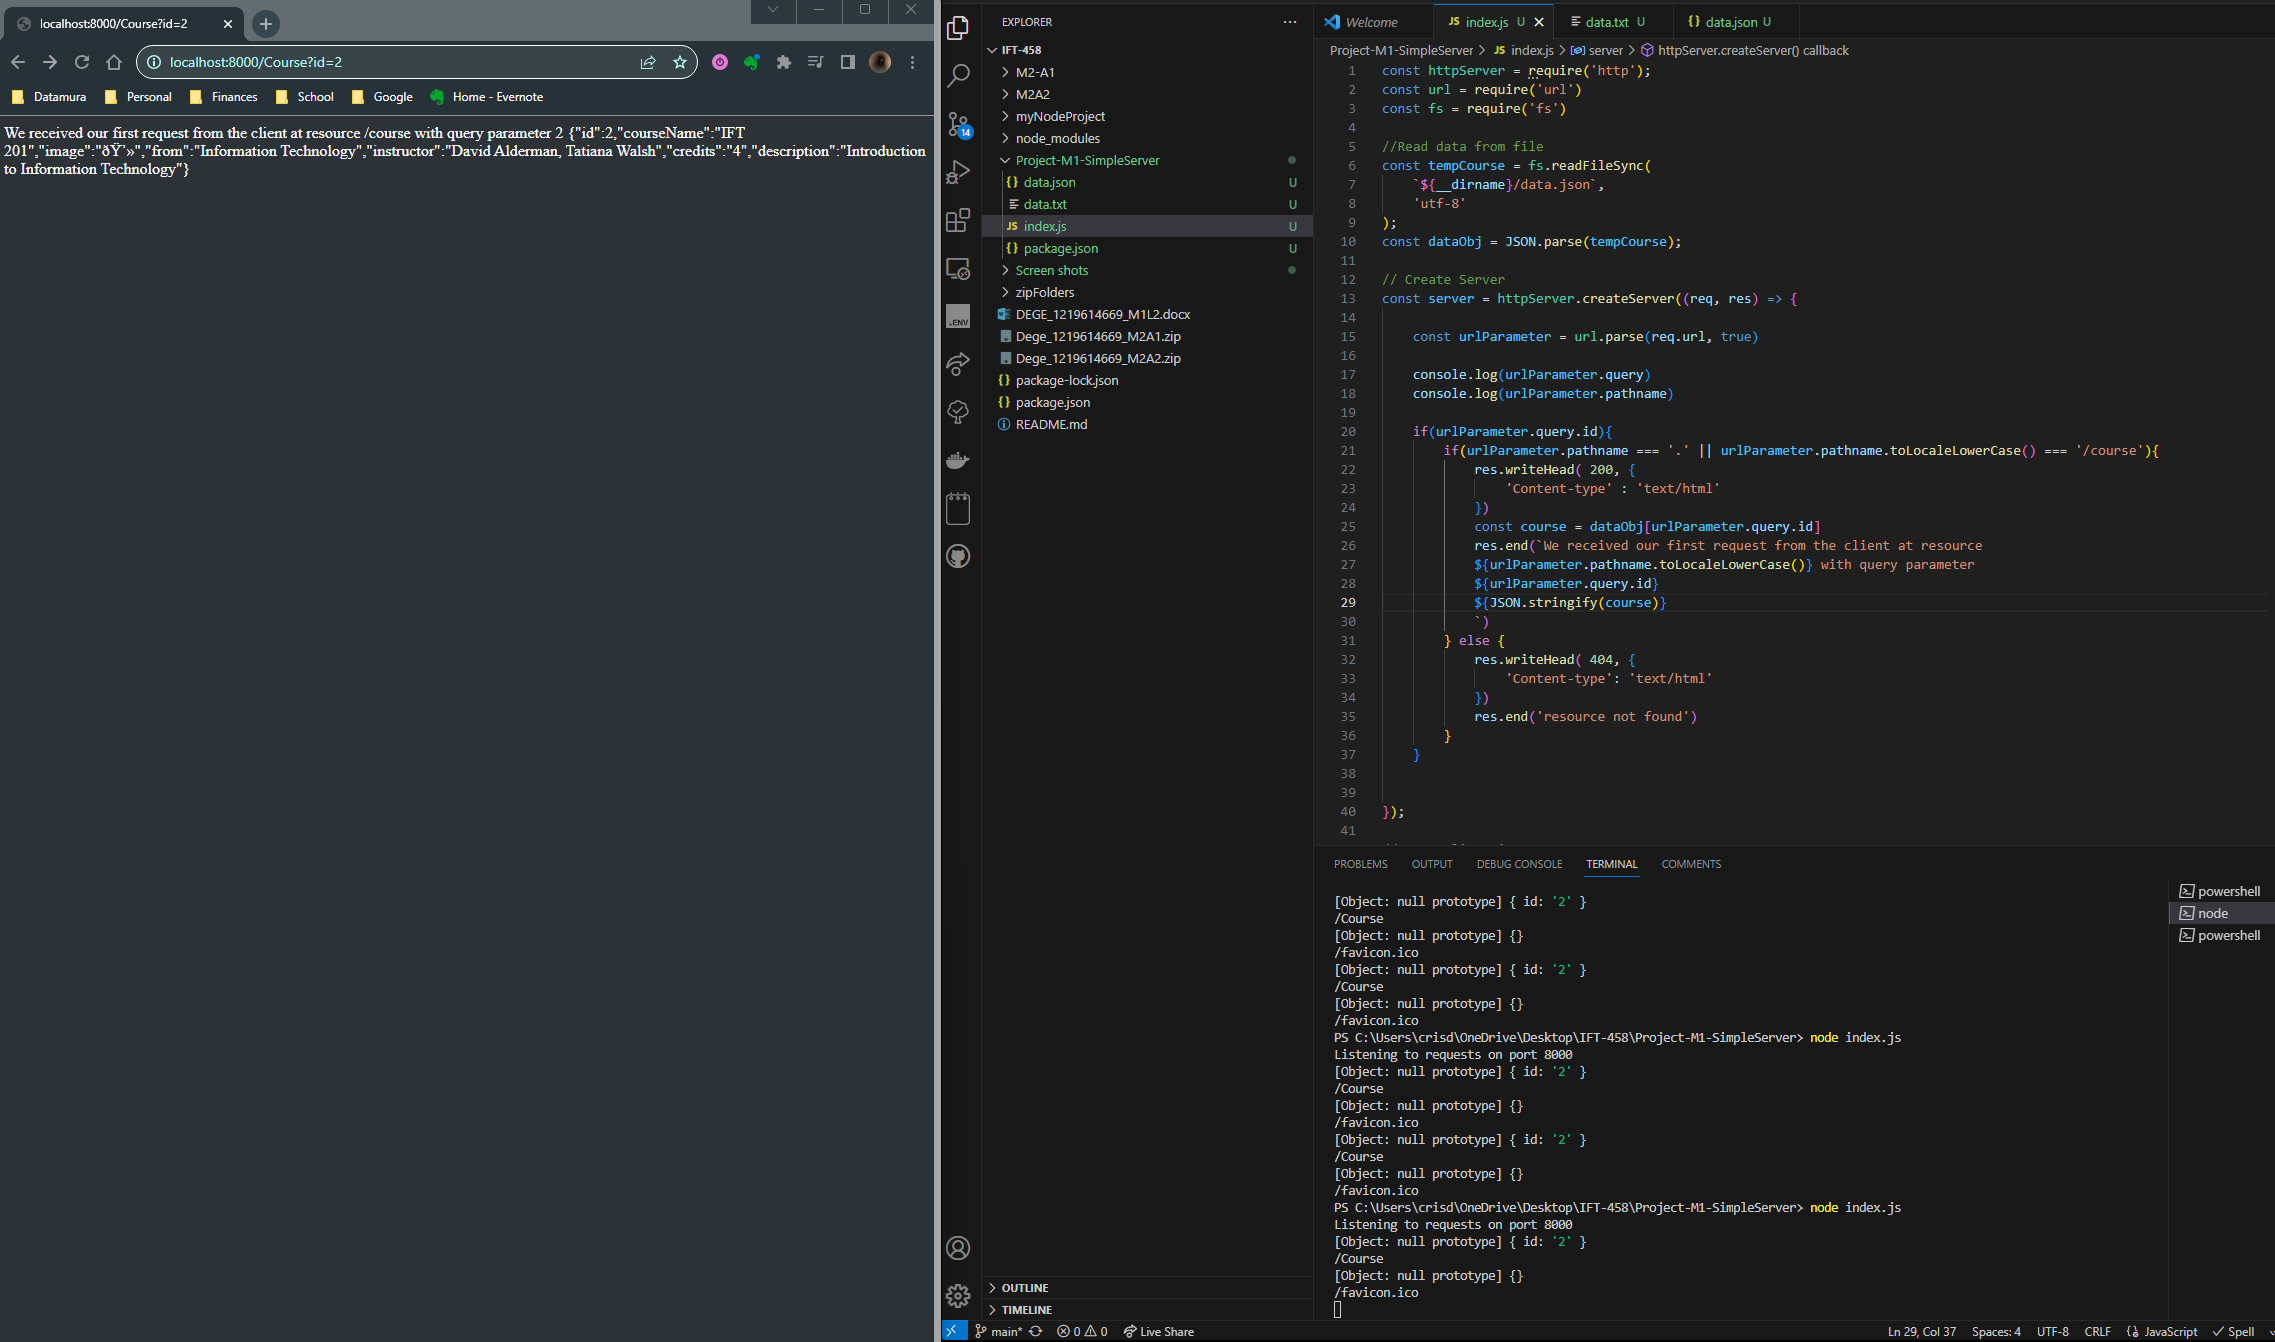 localhost:8000/Course?id=2
localhost:8000/Course?id=2
Datamura Personal Finances School Google Home - Evernote
We received our first request from the client at resource /course with query parameter 2 {"id":2,"courseName":"IFT
201","image":"ðŸ’»","from":"Information Technology","instructor":"David Alderman, Tatiana Walsh","credits":"4","description":"Introduction
to Information Technology"}
14
.ENV
EXPLORER ...
IFT-458
M2-A1
M2A2
myNodeProject
node_modules
Project-M1-SimpleServer
{} data.json U
data.txt U
JS index.js U
{} package.json U
Screen shots
zipFolders
DEGE_1219614669_M1L2.docx
Dege_1219614669_M2A1.zip
Dege_1219614669_M2A2.zip
{} package-lock.json
{} package.json
README.md
OUTLINE
TIMELINE
Welcome JS index.js U data.txt U {} data.json U
Project-M1-SimpleServer > JS index.js > server > httpServer.createServer() callback
1 const httpServer = require('http');
2 const url = require('url')
3 const fs = require('fs')
4
5 //Read data from file
6 const tempCourse = fs.readFileSync(
7 `${__dirname}/data.json`,
8 'utf-8'
9 );
10 const dataObj = JSON.parse(tempCourse);
11
12 // Create Server
13 const server = httpServer.createServer((req, res) => {
14
15 const urlParameter = url.parse(req.url, true)
16
17 console.log(urlParameter.query)
18 console.log(urlParameter.pathname)
19
20 if(urlParameter.query.id){
21 if(urlParameter.pathname === '.' || urlParameter.pathname.toLocaleLowerCase() === '/course'){
22 res.writeHead( 200, {
23 'Content-type' : 'text/html'
24 })
25 const course = dataObj[urlParameter.query.id]
26 res.end(`We received our first request from the client at resource
27 ${urlParameter.pathname.toLocaleLowerCase()} with query parameter
28 ${urlParameter.query.id}
29 ${JSON.stringify(course)}
30 `)
31 } else {
32 res.writeHead( 404, {
33 'Content-type': 'text/html'
34 })
35 res.end('resource not found')
36 }
37 }
38
39
40 });
41
PROBLEMS OUTPUT DEBUG CONSOLE TERMINAL COMMENTS
[Object: null prototype] { id: '2' }
/Course
[Object: null prototype] {}
/favicon.ico
[Object: null prototype] { id: '2' }
/Course
[Object: null prototype] {}
/favicon.ico
PS C:\Users\crisd\OneDrive\Desktop\IFT-458\Project-M1-SimpleServer> node index.js
Listening to requests on port 8000
[Object: null prototype] { id: '2' }
/Course
[Object: null prototype] {}
/favicon.ico
[Object: null prototype] { id: '2' }
/Course
[Object: null prototype] {}
/favicon.ico
PS C:\Users\crisd\OneDrive\Desktop\IFT-458\Project-M1-SimpleServer> node index.js
Listening to requests on port 8000
[Object: null prototype] { id: '2' }
/Course
[Object: null prototype] {}
/favicon.ico
powershell
node
powershell
main* 0 0 Live Share Ln 29, Col 37 Spaces: 4 UTF-8 CRLF {} JavaScript Spell